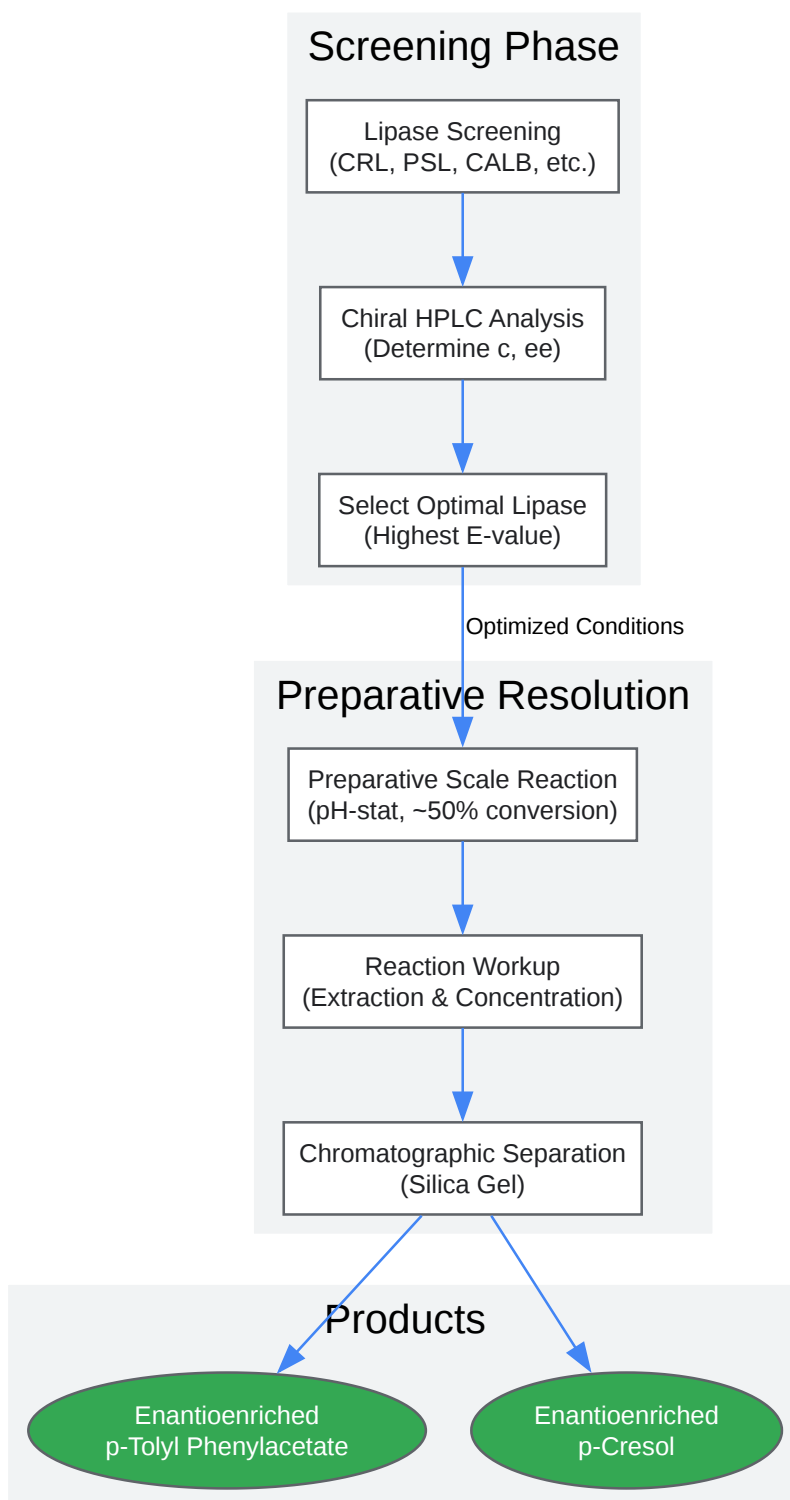 Screening Phase
Lipase Screening
(CRL, PSL, CALB, etc.)
Chiral HPLC Analysis
(Determine c, ee)
Select Optimal Lipase
(Highest E-value)
Optimized Conditions
Preparative Resolution
Preparative Scale Reaction
(pH-stat, ~50% conversion)
Reaction Workup
(Extraction & Concentration)
Chromatographic Separation
(Silica Gel)
Products
Enantioenriched
p-Tolyl Phenylacetate
Enantioenriched
p-Cresol